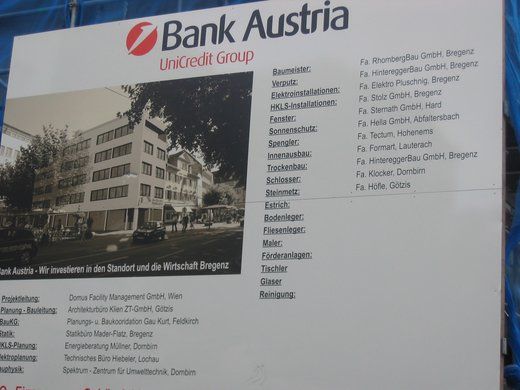 Bank Austria
UniCredit Group
Baumeister: Fa. RhombergBau GmbH, Bregenz
Verputz: Fa. HintereggerBau GmbH, Bregenz
Elektroinstallationen: Fa. Elektro Pluschnig, Bregenz
HKLS-Installationen: Fa. Stolz GmbH, Bregenz
Fenster: Fa. Sternath GmbH, Hard
Sonnenschutz: Fa. Hella GmbH, Abfaltersbach
Spengler: Fa. Tectum, Hohenems
Innenausbau: Fa. Formart, Lauterach
Trockenbau: Fa. HintereggerBau GmbH, Bregenz
Schlosser: Fa. Klocker, Dornbirn
Steinmetz: Fa. Höfle, Götzis
Estrich:
Bodenleger:
Fliesenleger:
Maler:
Förderanlagen:
Tischler
Glaser
Reinigung:
Bank Austria - Wir investieren in den Standort und die Wirtschaft Bregenz
Projektleitung: Domus Facility Management GmbH, Wien
Planung - Bauleitung: Architekturbüro Klien ZT-GmbH, Götzis
BauKG: Planungs- u. Baukooridation Gau Kurt, Feldkirch
Statik: Statikbüro Mader-Flatz, Bregenz
HKLS-Planung: Energieberatung Müllner, Dornbirn
ektroplanung: Technisches Büro Hiebeler, Lochau
auphysik: Spektrum - Zentrum für Umwelttechnik, Dornbirn